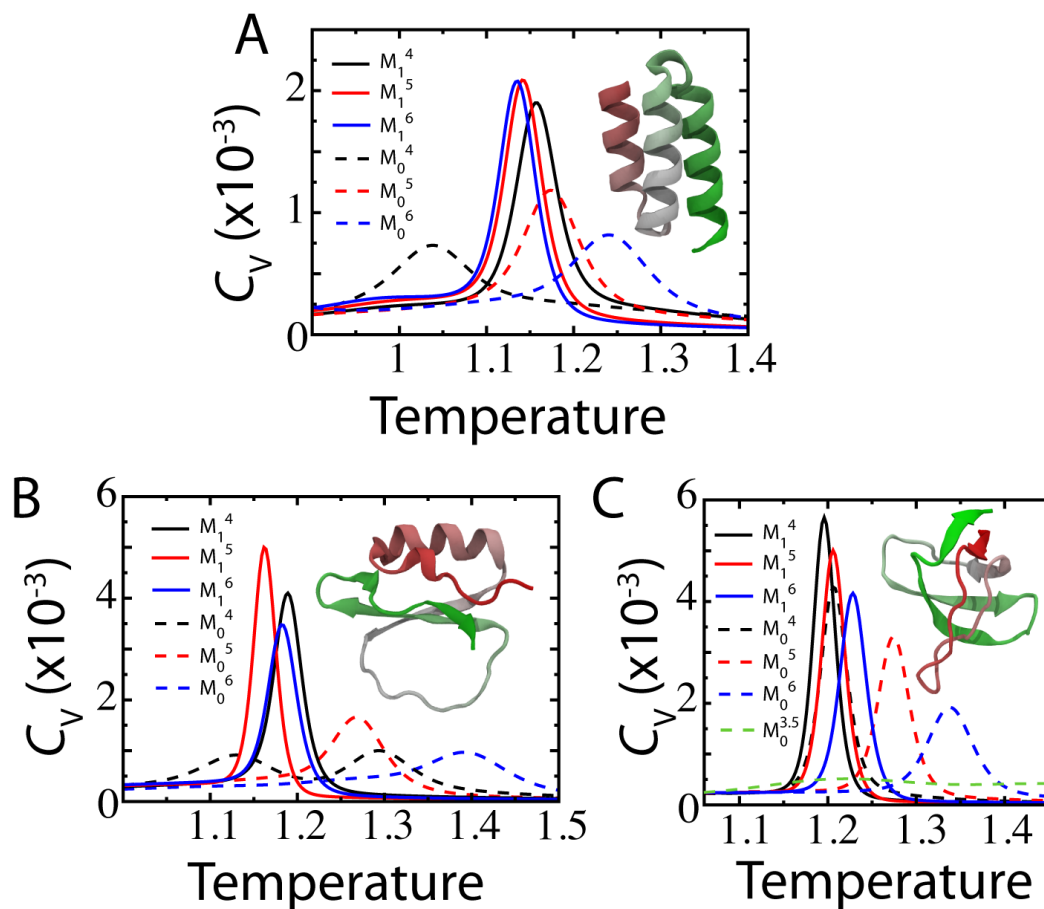 A
C_V (x10^-3)
2
1
0
M_1^4
M_1^5
M_1^6
M_0^4
M_0^5
M_0^6
1 1.1 1.2 1.3 1.4
Temperature
B
C_V (x10^-3)
6
4
2
0
M_1^4
M_1^5
M_1^6
M_0^4
M_0^5
M_0^6
1.1 1.2 1.3 1.4 1.5
Temperature
C
C_V (x10^-3)
6
4
2
0
M_1^4
M_1^5
M_1^6
M_0^4
M_0^5
M_0^6
M_0^3.5
1.1 1.2 1.3 1.4
Temperature